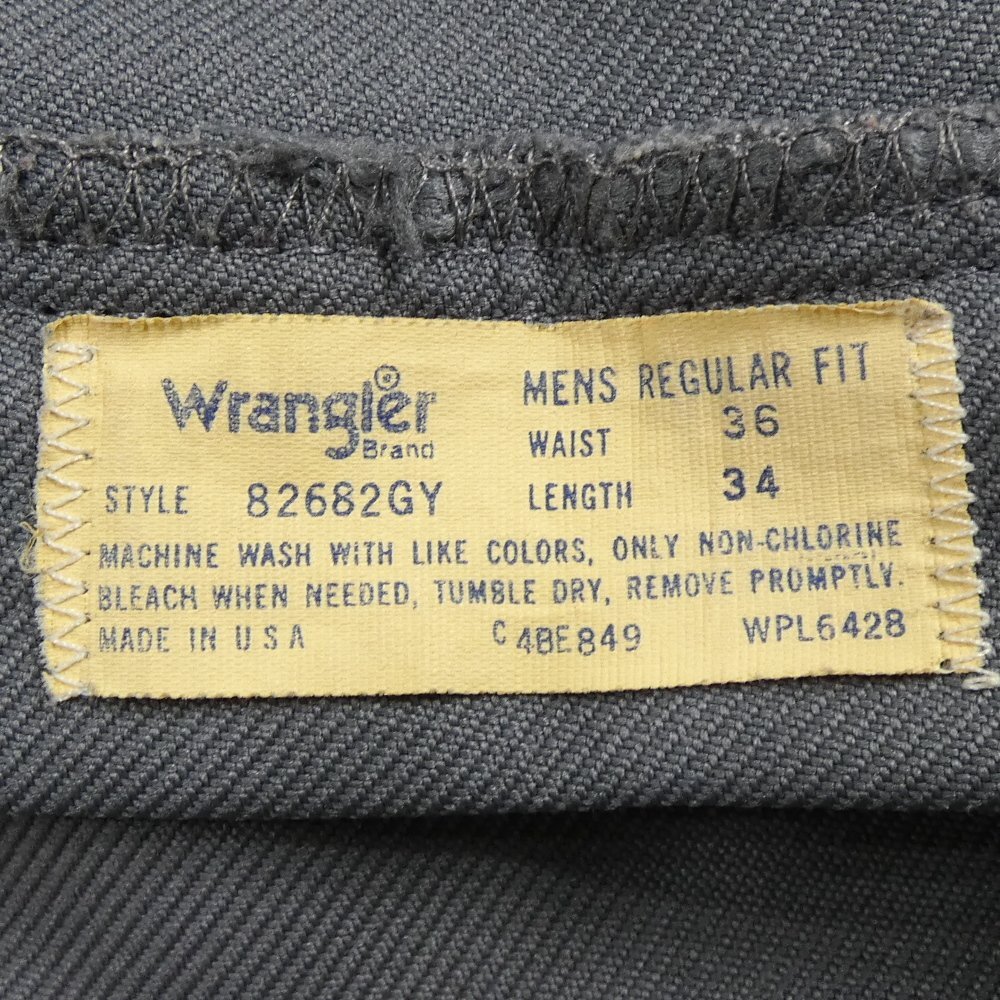 Wrangler®
Brand
MENS REGULAR FIT
WAIST 36
STYLE 82682GY
LENGTH 34
MACHINE WASH WITH LIKE COLORS, ONLY NON-CHLORINE
BLEACH WHEN NEEDED, TUMBLE DRY, REMOVE PROMPTLY.
MADE IN U S A C 4BE849 WPL6428